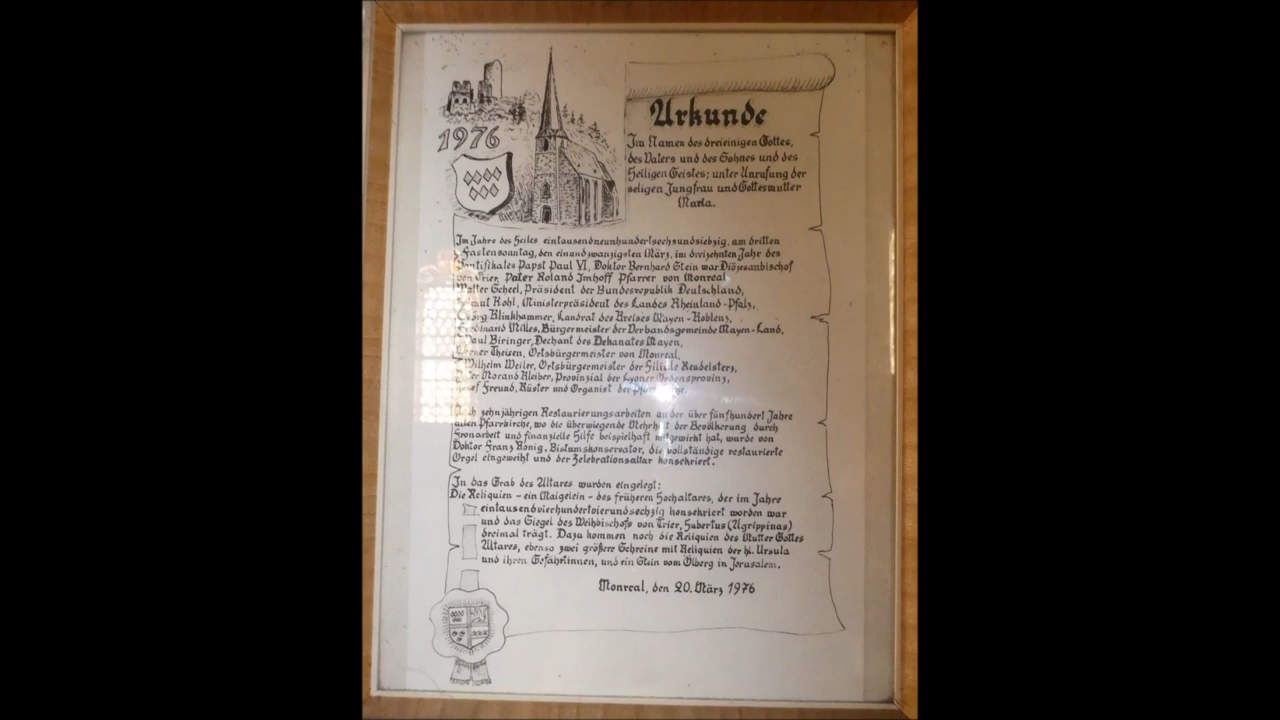 1976
Urkunde
Im Namen des dreieinigen Gottes,
des Vaters und des Sohnes und des
Heiligen Geistes; unter Anrufung der
seligen Jungfrau und Gottesmutter
Maria.
Im Jahre des Heiles eintausendneunhundertsechsundsiebzig, am dritten
Fastensonntag, den einundzwanzigsten März, im dreizehnten Jahr des
Pontifikates Papst Paul VI, Doktor Bernhard Stein war Diözesanbischof
von Trier, Pater Roland Imhoff Pfarrer von Monreal
Walter Scheel, Präsident der Bundesrepublik Deutschland,
Helmut Kohl, Ministerpräsident des Landes Rheinland-Pfalz,
Georg Klinkhammer, Landrat des Kreises Mayen-Koblenz,
Ferdinand Nilles, Bürgermeister der Verbandsgemeinde Mayen-Land,
Paul Biringer, Dechant des Dekanates Mayen,
Theisen, Ortsbürgermeister von Monreal,
Wilhelm Weiler, Ortsbürgermeister der Filiale Reudelsterz,
Pater Morand Kleiber, Provinzial der Lyoner Ordensprovinz,
Josef Freund, Küster und Organist der
Nach zehnjährigen Restaurierungsarbeiten an der über fünfhundert Jahre
alten Pfarrkirche, wo die überwiegende Mehrheit der Bevölkerung durch
Fronarbeit und finanzielle Hilfe beispielhaft mitgewirkt hat, wurde von
Doktor Franz Ronig, Bistumskonservator, die vollständige restaurierte
Orgel eingeweiht und der Zelebrationsaltar konsekriert.
In das Grab des Altares wurden eingelegt:
Die Reliquien - ein Maigelein - des früheren Hochaltares, der im Jahre
eintausendvierhundertvierundsechzig konsekriert worden war
und das Siegel des Weihbischofs von Trier, Hubertus (Agrippinas)
dreimal trägt. Dazu kommen noch die Reliquien des Mutter Gottes
Altares, ebenso zwei größere Schreine mit Reliquien der hl. Ursula
und ihren Gefährtinnen, und ein Stein vom Ölberg in Jerusalem.
Monreal, den 20. März 1976